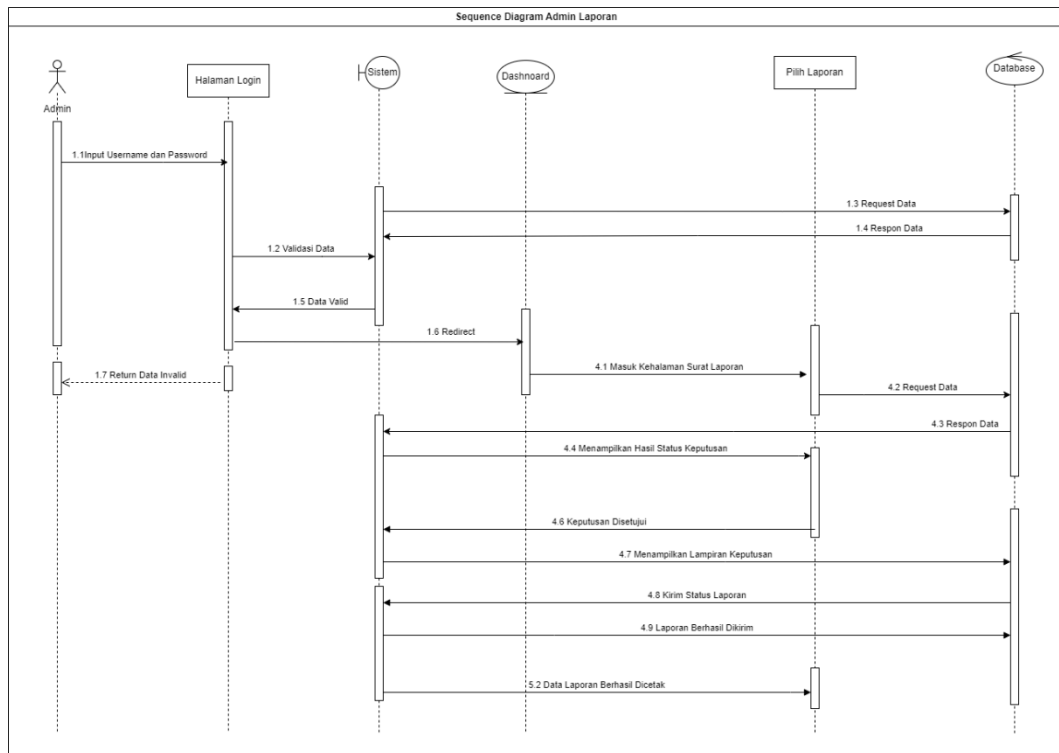 Sequence Diagram Admin Laporan
Admin
Halaman Login
Sistem
Dashnoard
Pilih Laporan
Database
1.1Input Username dan Password
1.3 Request Data
1.4 Respon Data
1.2 Validasi Data
1.5 Data Valid
1.6 Redirect
4.1 Masuk Kehalaman Surat Laporan
1.7 Return Data Invalid
4.2 Request Data
4.3 Respon Data
4.4 Menampilkan Hasil Status Keputusan
4.6 Keputusan Disetujui
4.7 Menampilkan Lampiran Keputusan
4.8 Kirim Status Laporan
4.9 Laporan Berhasil Dikirim
5.2 Data Laporan Berhasil Dicetak